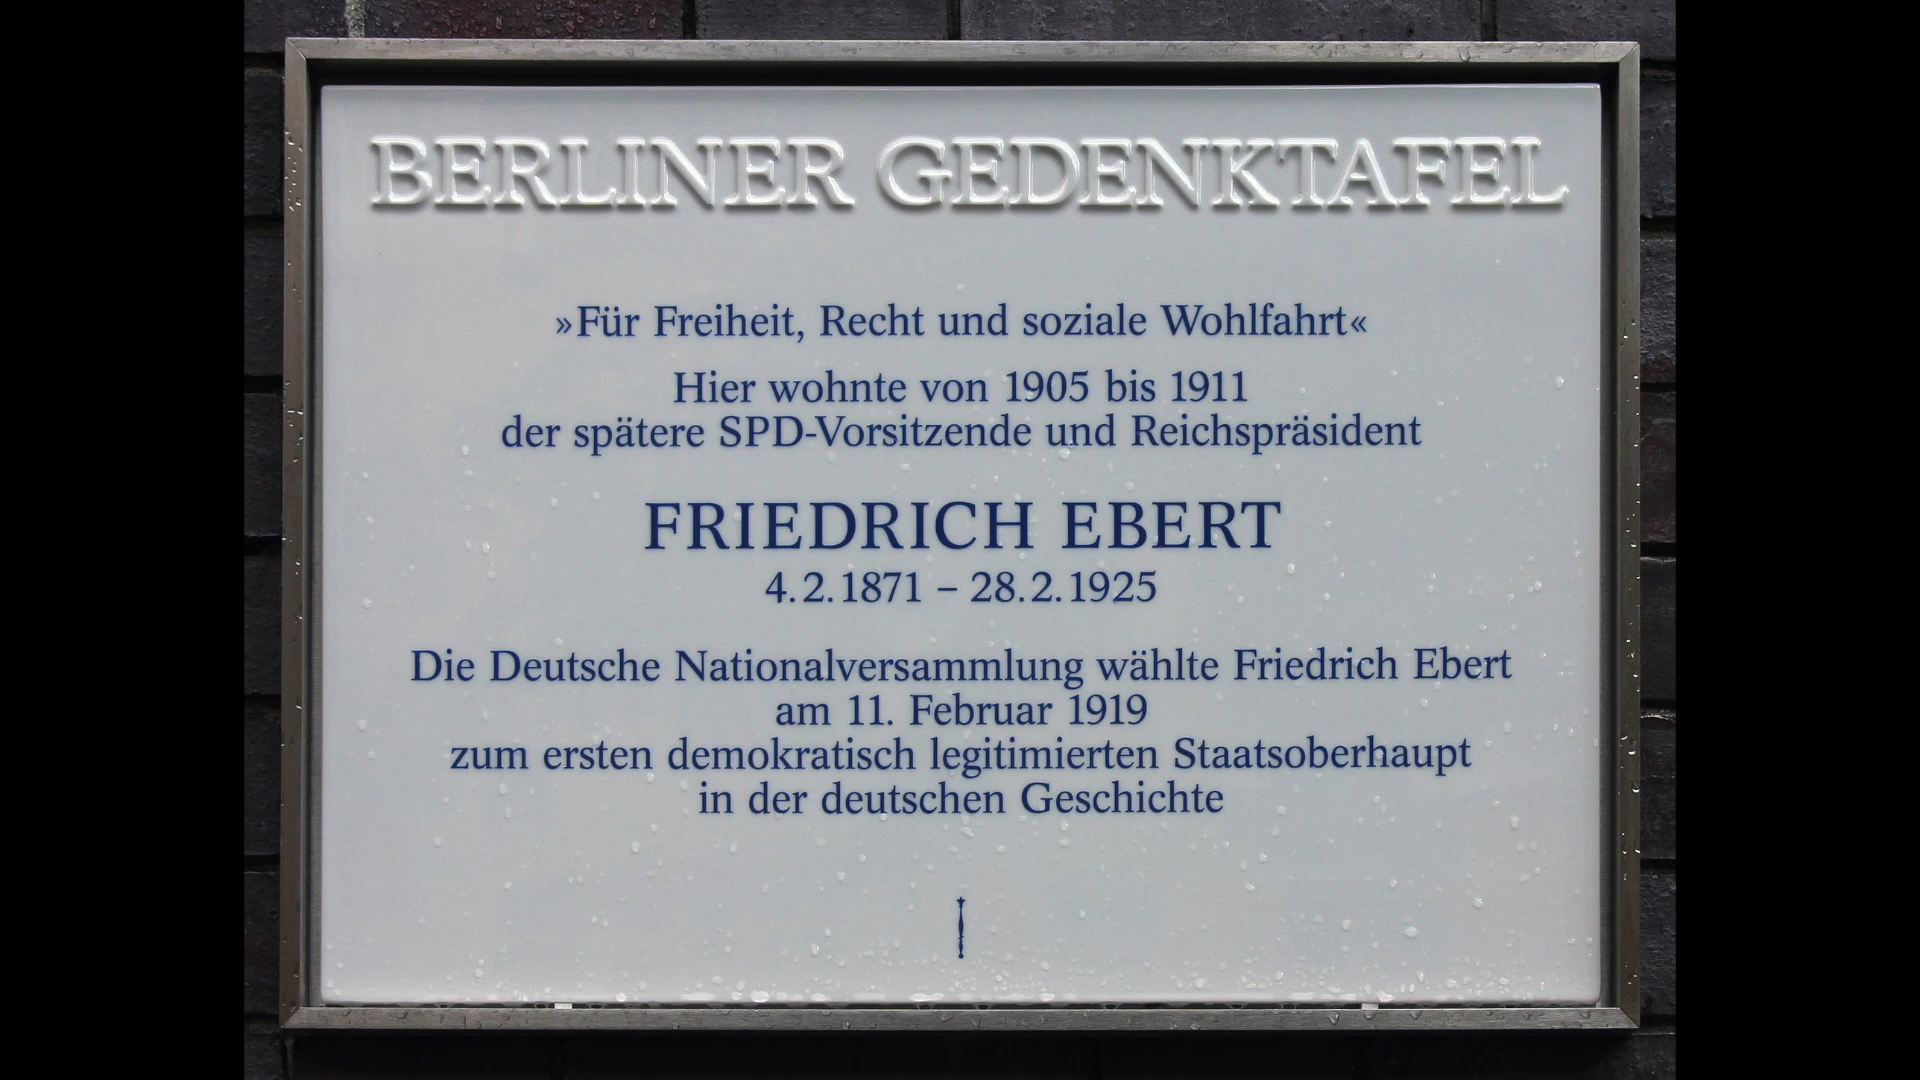 BERLINER GEDENKTAFEL
»Für Freiheit, Recht und soziale Wohlfahrt«
Hier wohnte von 1905 bis 1911
der spätere SPD-Vorsitzende und Reichspräsident
FRIEDRICH EBERT
4.2.1871 – 28.2.1925
Die Deutsche Nationalversammlung wählte Friedrich Ebert
am 11. Februar 1919
zum ersten demokratisch legitimierten Staatsoberhaupt
in der deutschen Geschichte